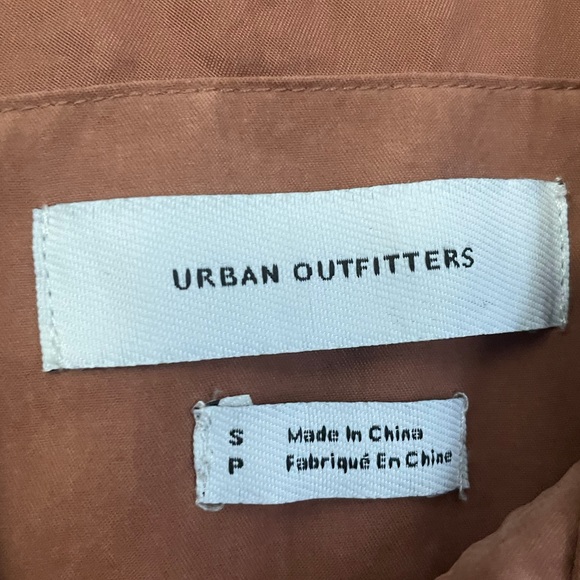 URBAN OUTFITTERS
S Made In China
P Fabriqué En Chine